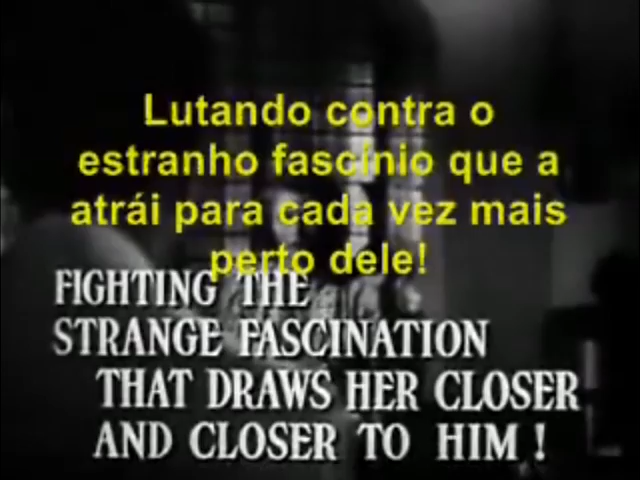 Lutando contra o
estranho fascínio que a
atrái para cada vez mais
perto dele!
FIGHTING THE
STRANGE FASCINATION
THAT DRAWS HER CLOSER
AND CLOSER TO HIM !